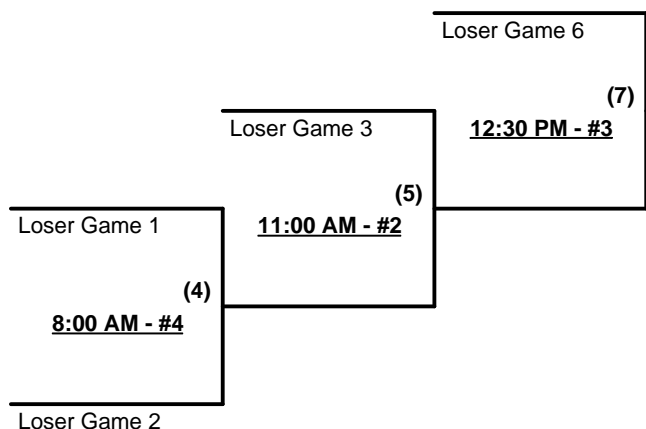 Loser Game 6
(7)
12:30 PM - #3
Loser Game 3
(5)
11:00 AM - #2
Loser Game 1
(4)
8:00 AM - #4
Loser Game 2